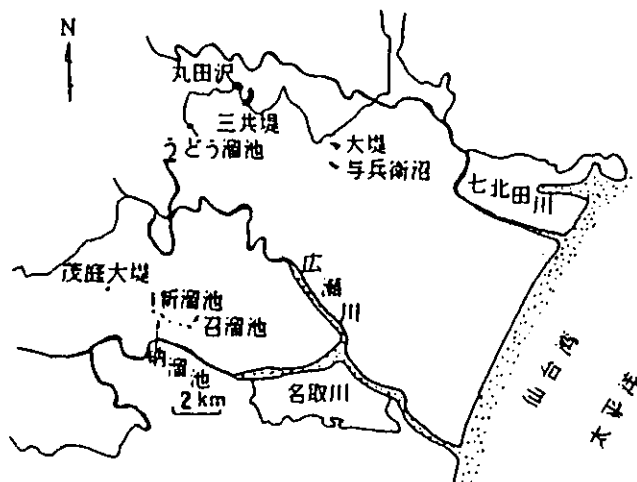 N
丸田沢
三共堤
うどう溜池
大堤
与兵衛沼
七北田川
茂庭大堤
新溜池
召溜池
鈉溜池
広瀬川
名取川
2 km
仙台湾
太平洋